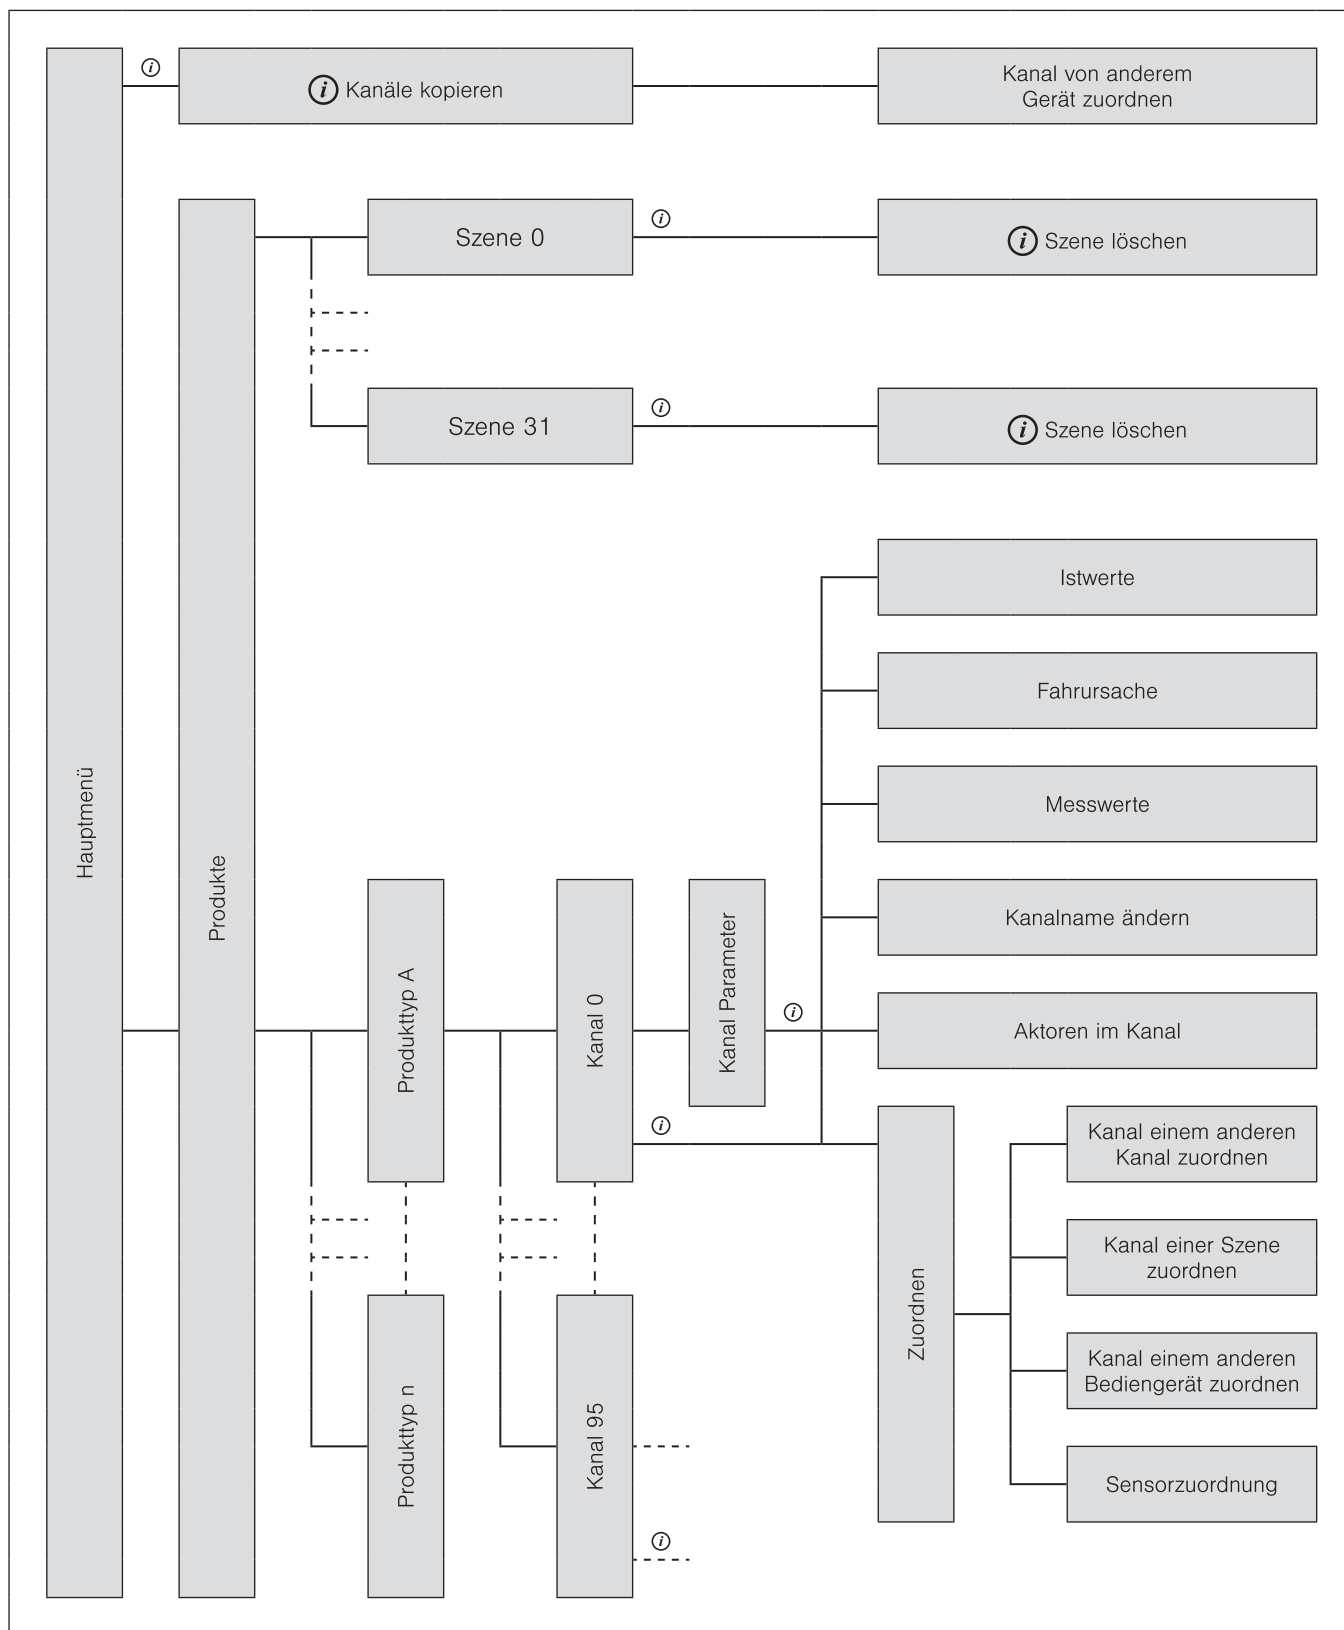 Hauptmenü
i
i Kanäle kopieren
Kanal von anderem
Gerät zuordnen
Produkte
Szene 0
i
i Szene löschen
Szene 31
i
i Szene löschen
Produkttyp A
Kanal 0
Kanal Parameter
i
i
Istwerte
Fahrursache
Messwerte
Kanalname ändern
Aktoren im Kanal
Zuordnen
Kanal einem anderen
Kanal zuordnen
Kanal einer Szene
zuordnen
Kanal einem anderen
Bediengerät zuordnen
Sensorzuordnung
Produkttyp n
Kanal 95
i